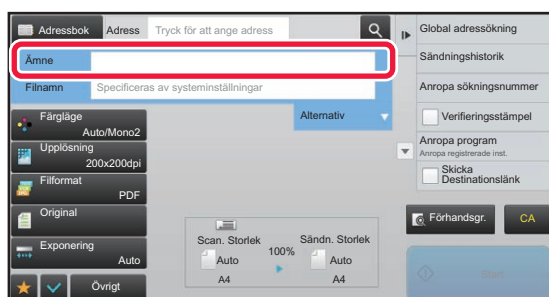 Adressbok
Adress
Tryck för att ange adress
Ämne
Filnamn
Specificeras av systeminställningar
Alternativ
Färgläge
Auto/Mono2
Upplösning
200x200dpi
Filformat
PDF
Original
Exponering
Auto
Övrigt
Scan. Storlek
100%
Sändn. Storlek
Auto
Auto
A4
A4
Global adressökning
Sändningshistorik
Anropa sökningsnummer
Verifieringsstämpel
Anropa program
Anropa registrerade inst.
Skicka
Destinationslänk
Förhandsgr.
CA
Start